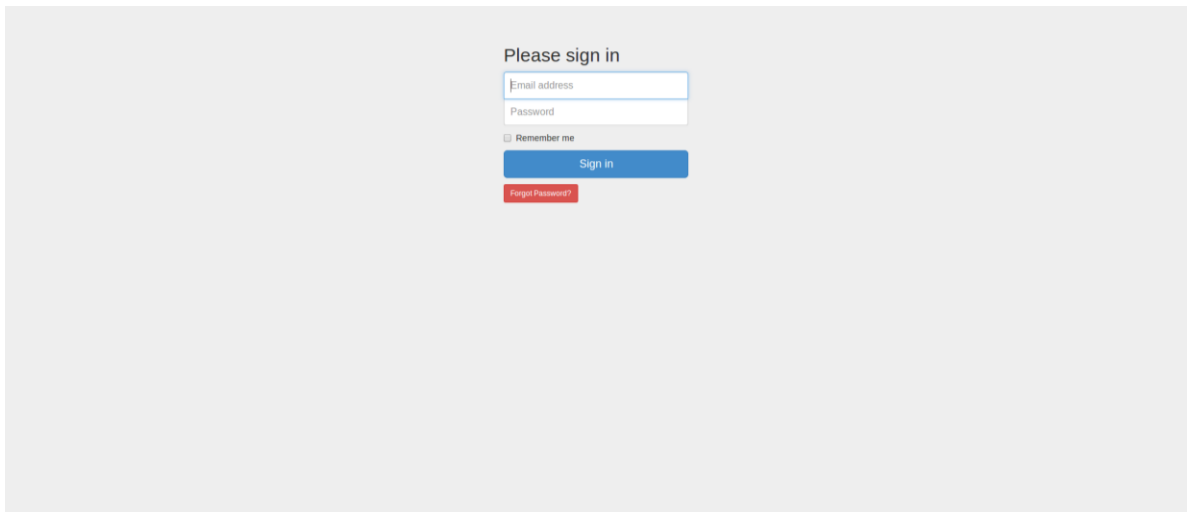 Please sign in
Email address
Password
Remember me
Sign in
Forgot Password?